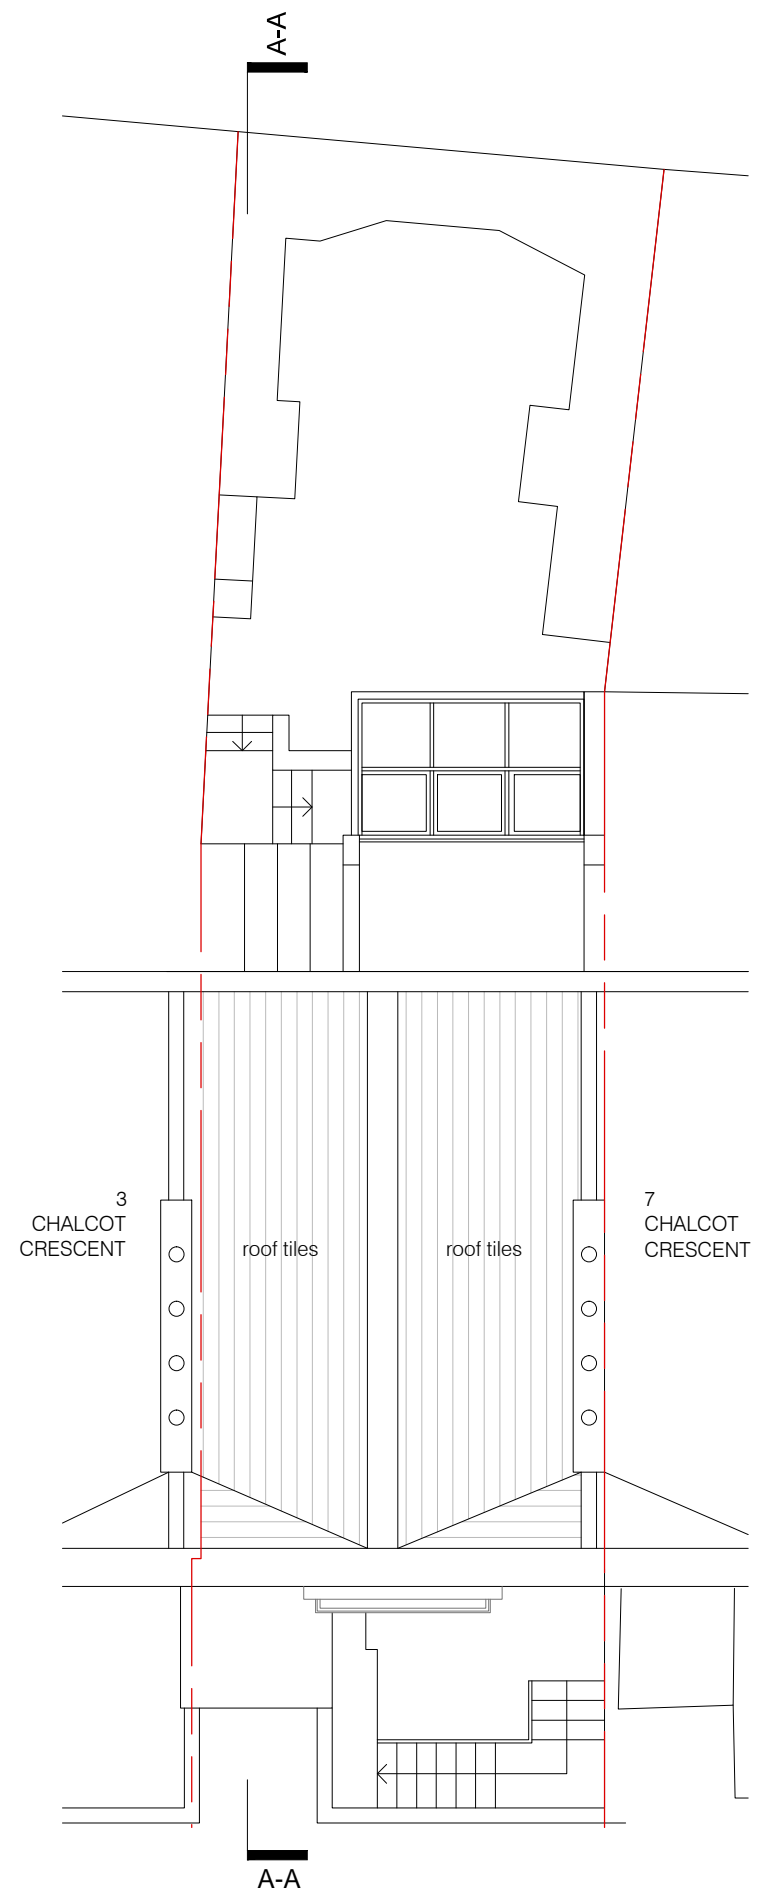 A-A
3
CHALCOT
CRESCENT
roof tiles
roof tiles
7
CHALCOT
CRESCENT
A-A